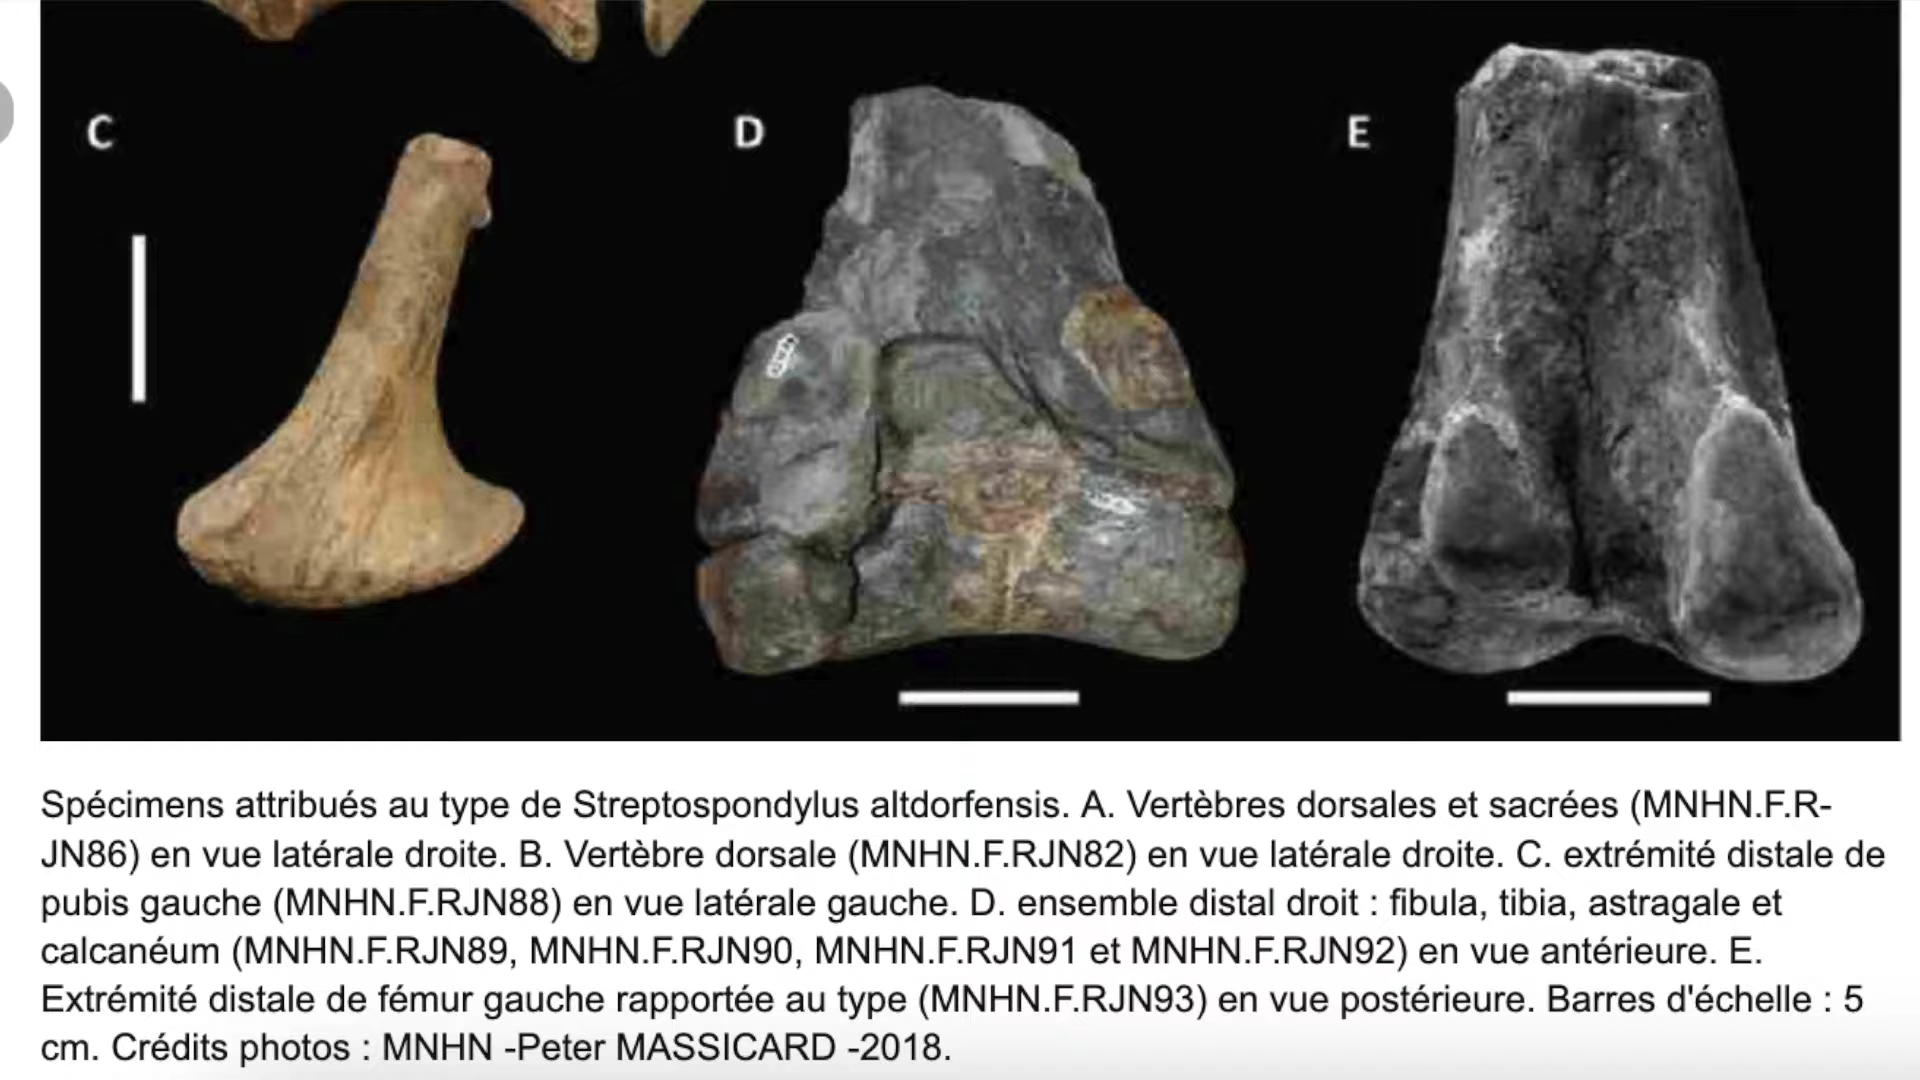 C D E
Spécimens attribués au type de Streptospondylus altdorfensis. A. Vertèbres dorsales et sacrées (MNHN.F.R-
JN86) en vue latérale droite. B. Vertèbre dorsale (MNHN.F.RJN82) en vue latérale droite. C. extrémité distale de
pubis gauche (MNHN.F.RJN88) en vue latérale gauche. D. ensemble distal droit : fibula, tibia, astragale et
calcanéum (MNHN.F.RJN89, MNHN.F.RJN90, MNHN.F.RJN91 et MNHN.F.RJN92) en vue antérieure. E.
Extrémité distale de fémur gauche rapportée au type (MNHN.F.RJN93) en vue postérieure. Barres d'échelle : 5
cm. Crédits photos : MNHN -Peter MASSICARD -2018.